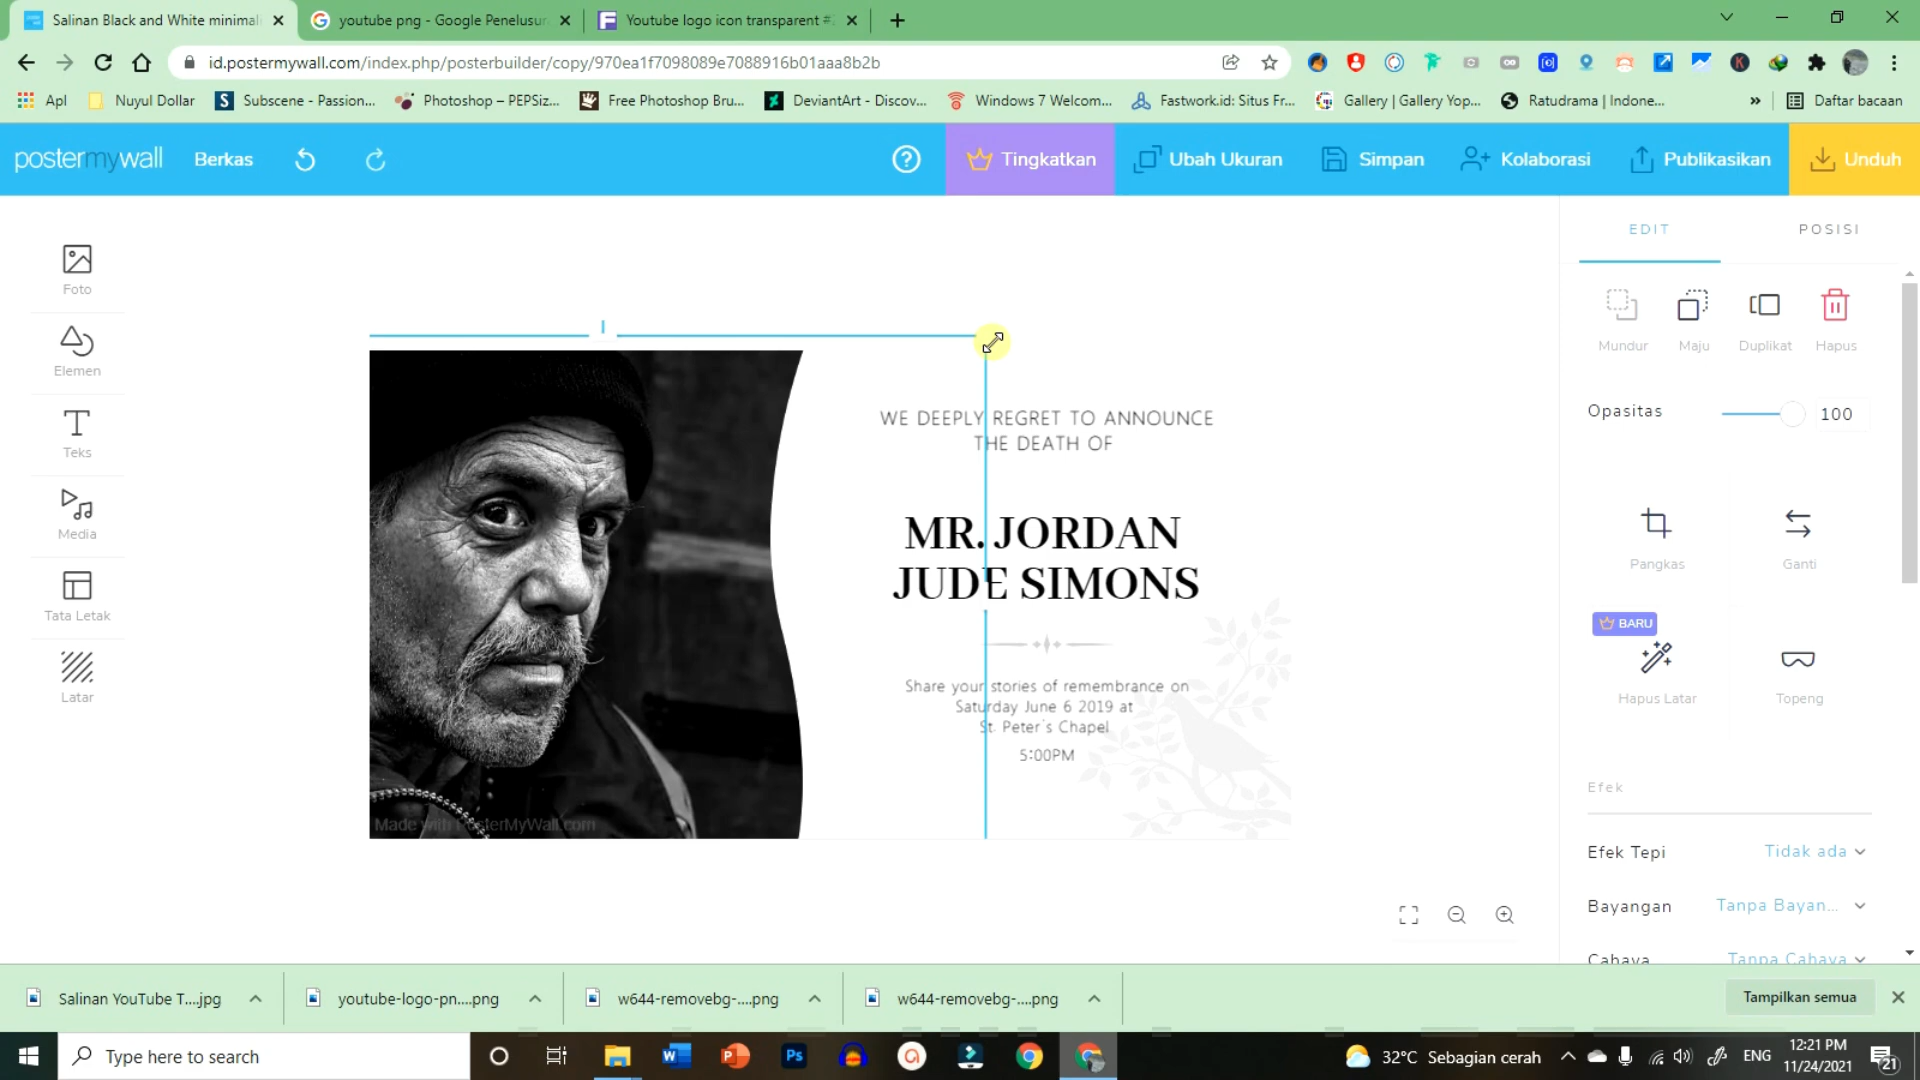 Salinan Black and White minimali
youtube png - Google Penelusur
Youtube logo icon transparent #
id.postermywall.com/index.php/posterbuilder/copy/970ea1f7098089e7088916b01aaa8b2b
Apl
Nuyul Dollar
Subscene - Passion...
Photoshop – PEPSiz...
Free Photoshop Bru...
DeviantArt - Discov...
Windows 7 Welcom...
Fastwork.id: Situs Fr...
Gallery | Gallery Yop...
Ratudrama | Indone...
»
Daftar bacaan
postermywall
Berkas
Tingkatkan
Ubah Ukuran
Simpan
Kolaborasi
Publikasikan
Unduh
Foto
Elemen
Teks
Media
Tata Letak
Latar
WE DEEPLY REGRET TO ANNOUNCE
THE DEATH OF
MR. JORDAN
JUDE SIMONS
Share your stories of remembrance on
Saturday June 6 2019 at
St. Peter's Chapel
5:00PM
Made with PosterMyWall.com
EDIT
POSISI
Mundur
Maju
Duplikat
Hapus
Opasitas
100
Pangkas
Ganti
BARU
Hapus Latar
Topeng
Efek
Efek Tepi
Tidak ada
Bayangan
Tanpa Bayan...
Cahaya
Tanpa Cahaya
Salinan YouTube T....jpg
youtube-logo-pn....png
w644-removebg-....png
w644-removebg-....png
Tampilkan semua
Type here to search
32°C Sebagian cerah
ENG
12:21 PM
11/24/2021
21